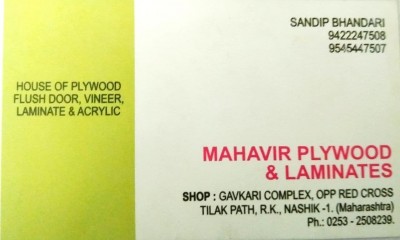 SANDIP BHANDARI
9422247508
9545447507
HOUSE OF PLYWOOD
FLUSH DOOR, VINEER,
LAMINATE & ACRYLIC
MAHAVIR PLYWOOD
& LAMINATES
SHOP : GAVKARI COMPLEX, OPP RED CROSS
TILAK PATH, R.K., NASHIK -1. (Maharashtra)
Ph.: 0253 - 2508239.